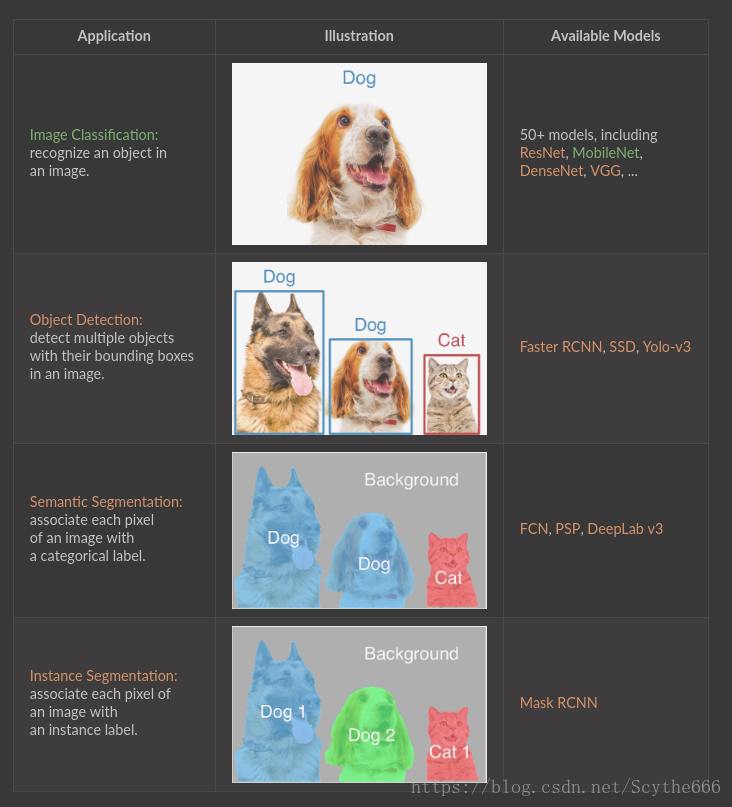 Application
Illustration
Available Models
Image Classification:
recognize an object in
an image.
Dog
50+ models, including
ResNet, MobileNet,
DenseNet, VGG, ...
Object Detection:
detect multiple objects
with their bounding boxes
in an image.
Dog
Dog
Cat
Faster RCNN, SSD, Yolo-v3
Semantic Segmentation:
associate each pixel
of an image with
a categorical label.
Background
Dog
Dog
Cat
FCN, PSP, DeepLab v3
Instance Segmentation:
associate each pixel of
an image with
an instance label.
Background
Dog 1
Dog 2
Cat 1
Mask RCNN
https://blog.csdn.net/Scythe666